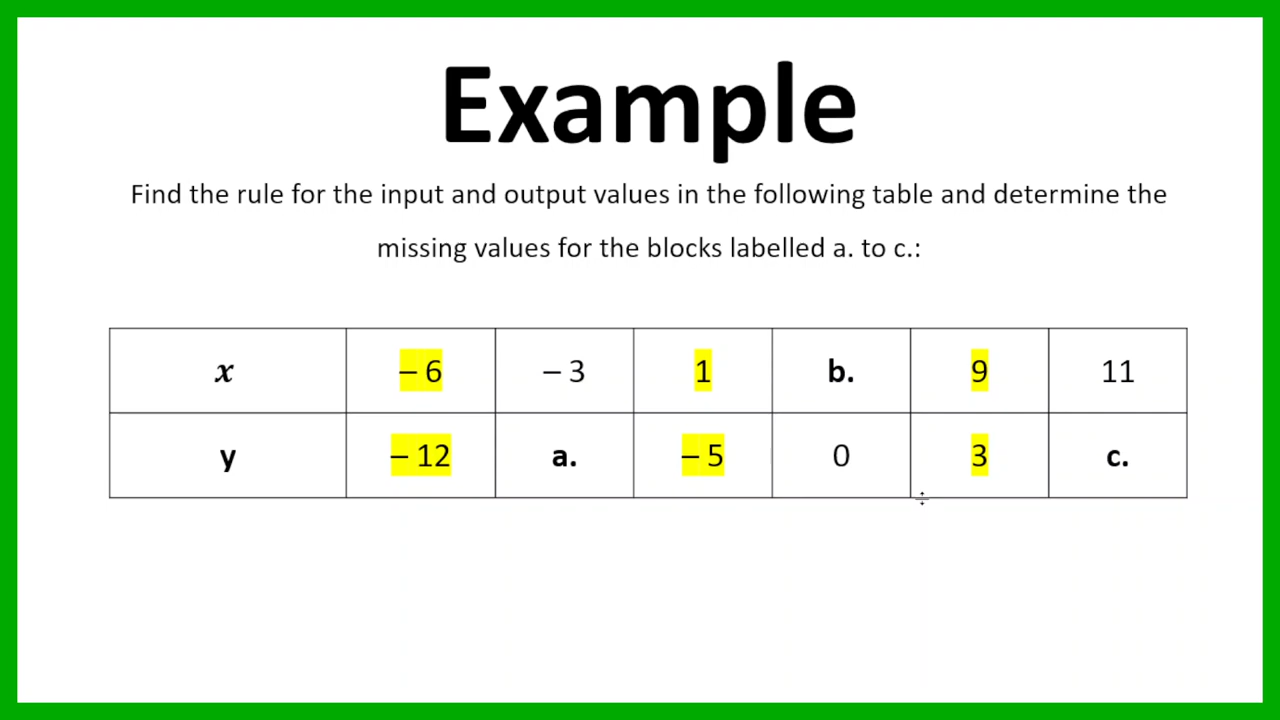 Example
Find the rule for the input and output values in the following table and determine the
missing values for the blocks labelled a. to c.:
x – 6 – 3 1 b. 9 11
y – 12 a. – 5 0 3 c.